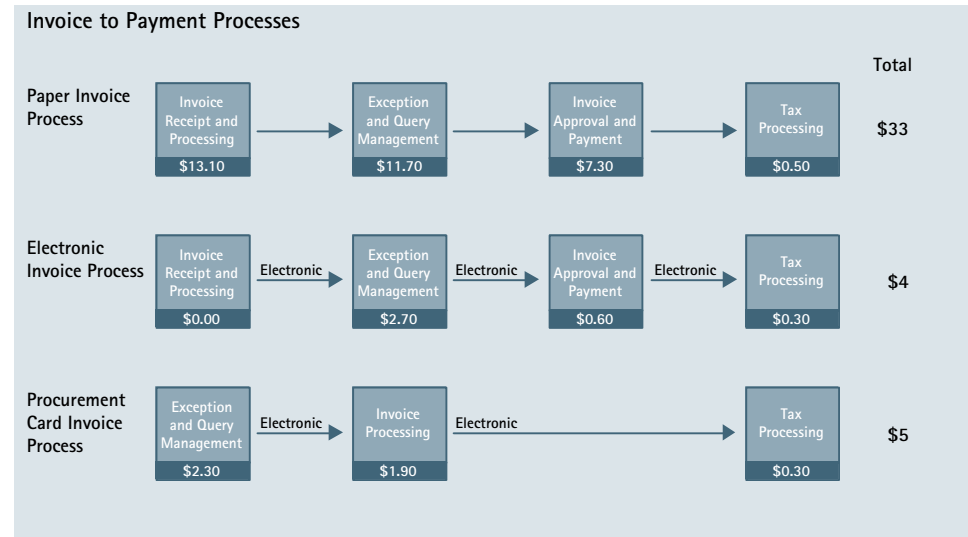 Invoice to Payment Processes
Total
Paper Invoice
Process
Invoice
Receipt and
Processing
$13.10
Exception
and Query
Management
$11.70
Invoice
Approval and
Payment
$7.30
Tax
Processing
$0.50
$33
Electronic
Invoice Process
Invoice
Receipt and
Processing
$0.00
Electronic
Exception
and Query
Management
$2.70
Electronic
Invoice
Approval and
Payment
$0.60
Electronic
Tax
Processing
$0.30
$4
Procurement
Card Invoice
Process
Exception
and Query
Management
$2.30
Electronic
Invoice
Processing
$1.90
Electronic
Tax
Processing
$0.30
$5